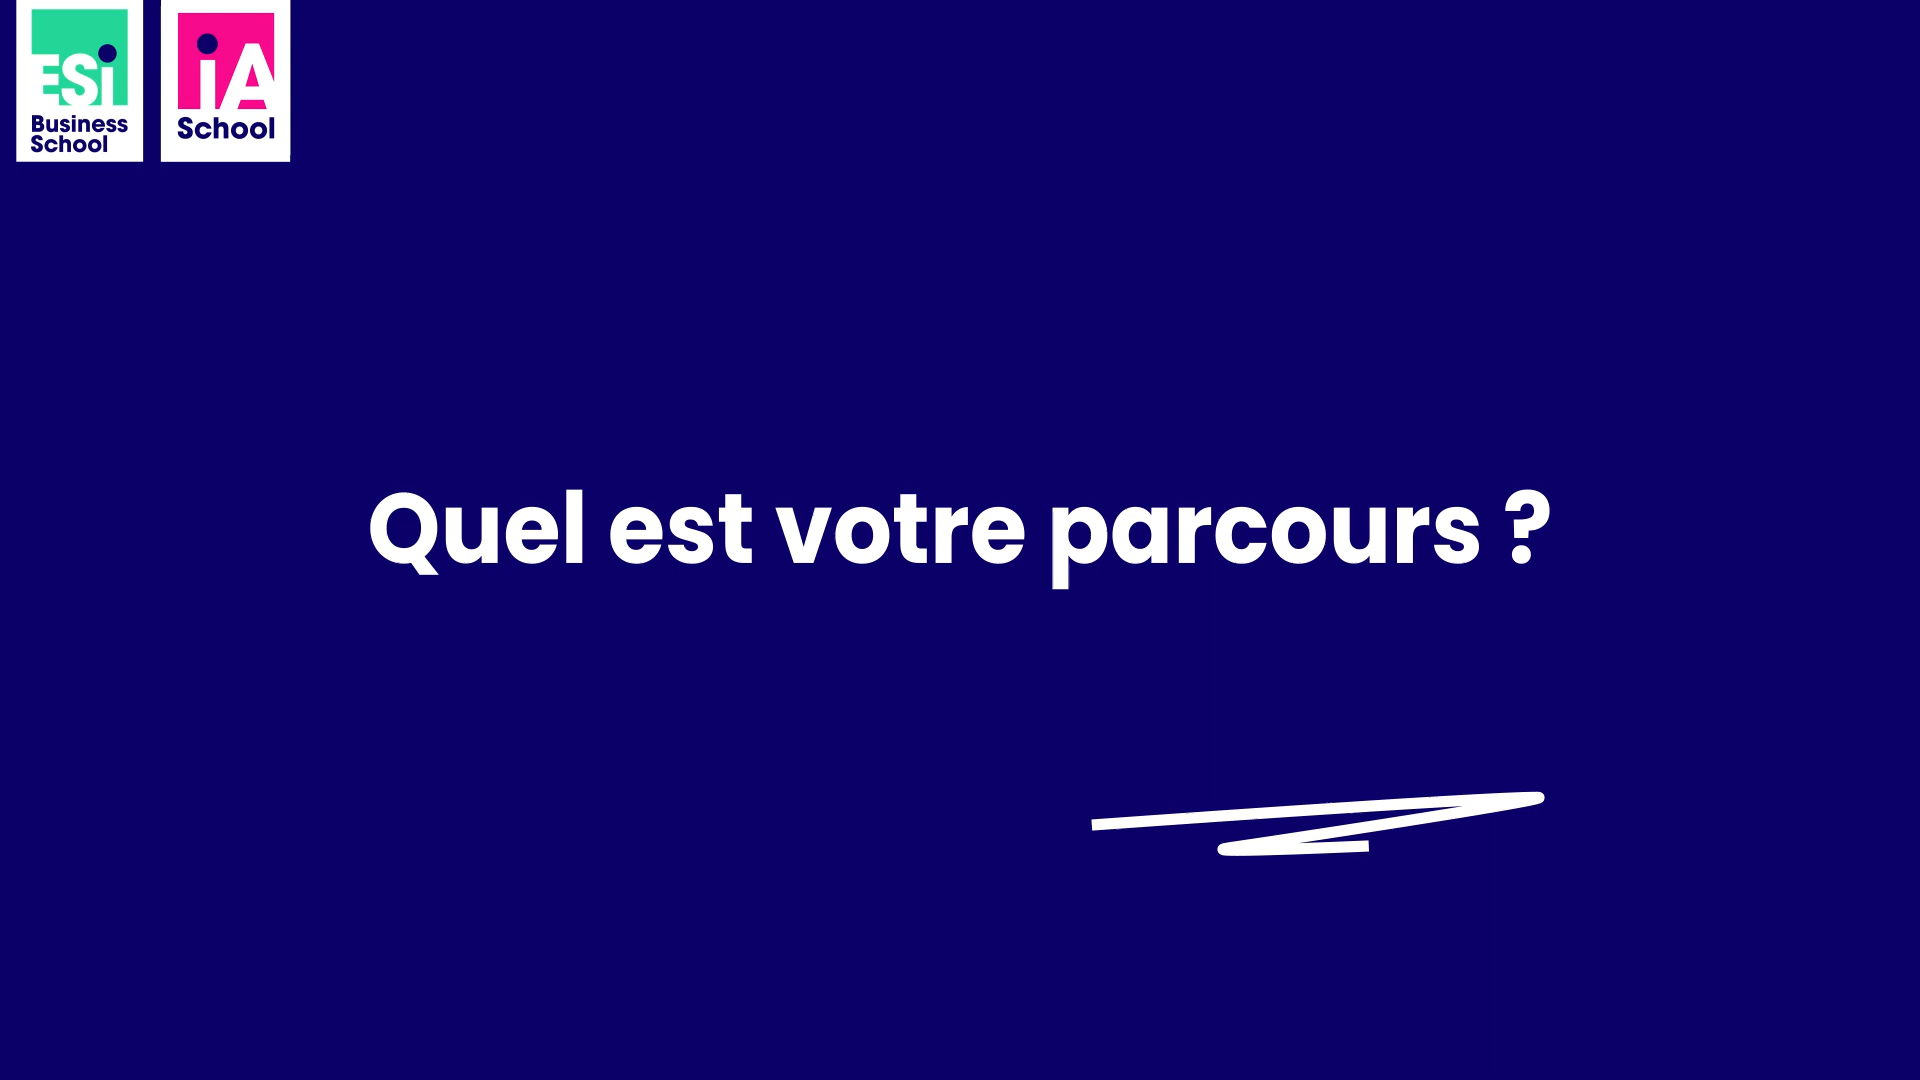 ESi
Business
School
iA
School
Quel est votre parcours ?